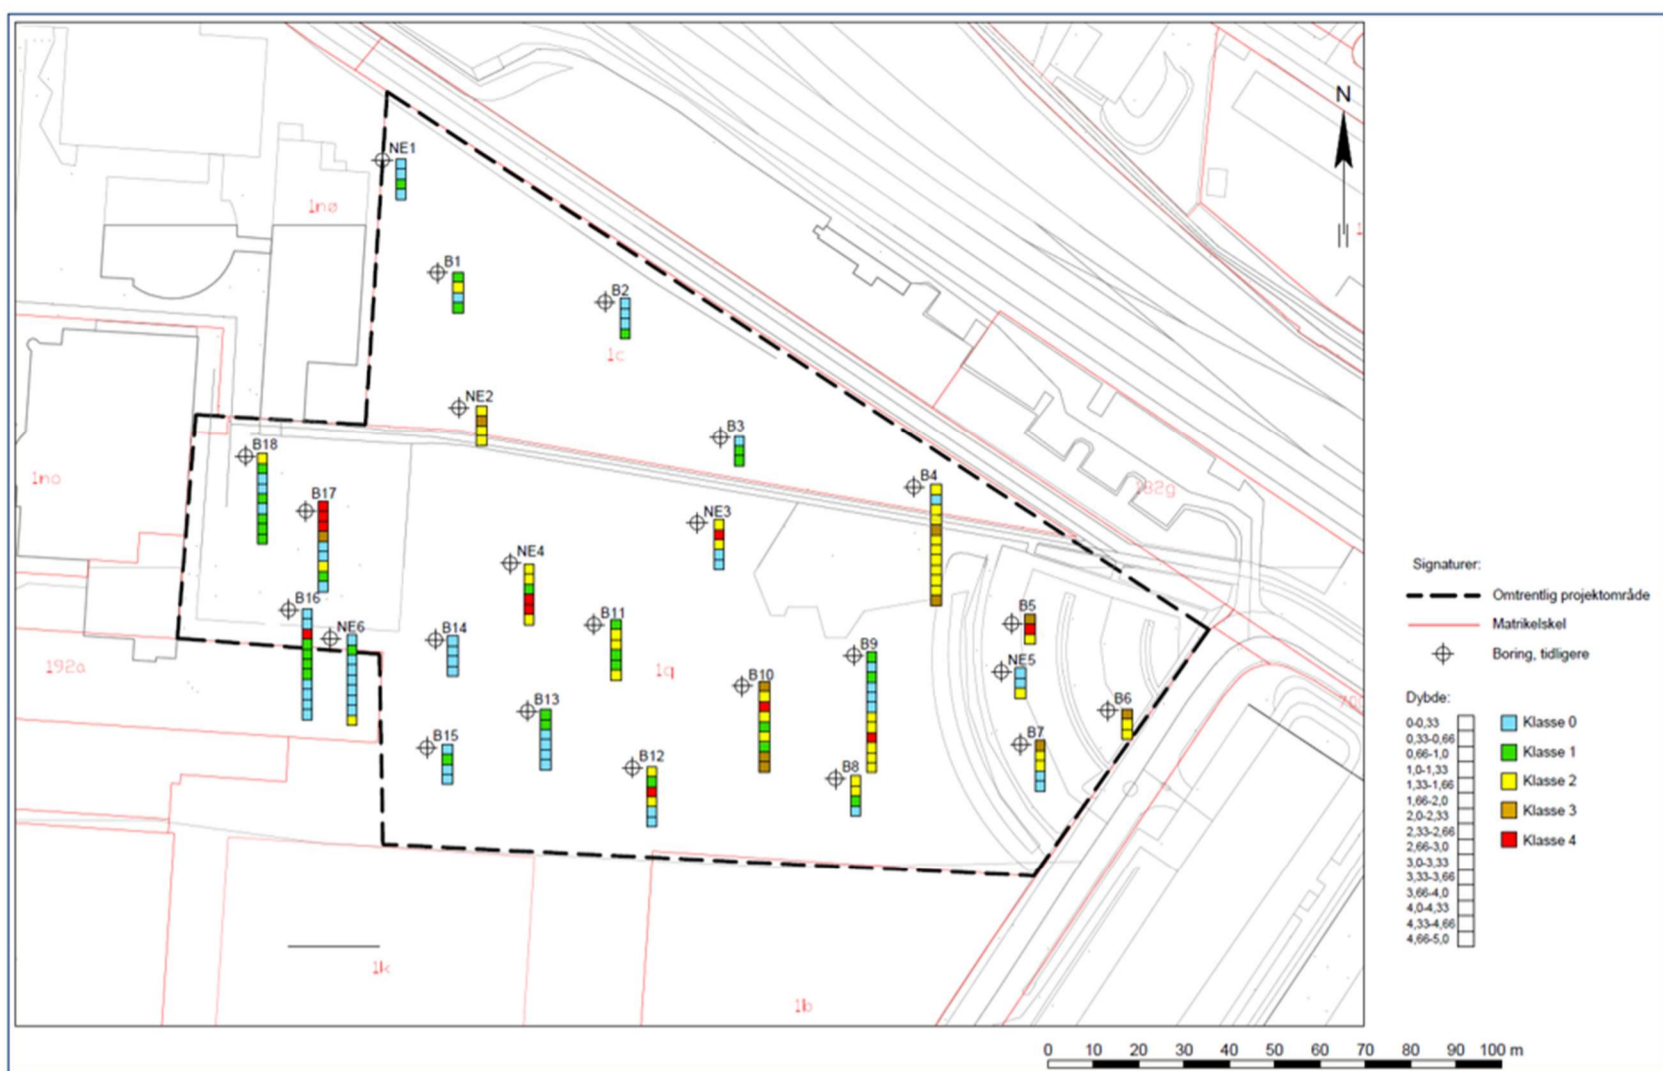 N
NE1
1nø
B1
B2
1c
NE2
B3
B18
1no
B17
B4
192g
NE3
NE4
B16
NE6
B14
B11
B5
B9
NE5
192a
1q
B10
B6
B13
B7
B15
B12
B8
70
1k
1b
Signaturer:
Omtrentlig projektområde
Matrikelskel
Boring, tidligere
Dybde:
0-0,33
0,33-0,66
0,66-1,0
1,0-1,33
1,33-1,66
1,66-2,0
2,0-2,33
2,33-2,66
2,66-3,0
3,0-3,33
3,33-3,66
3,66-4,0
4,0-4,33
4,33-4,66
4,66-5,0
Klasse 0
Klasse 1
Klasse 2
Klasse 3
Klasse 4
0 10 20 30 40 50 60 70 80 90 100 m